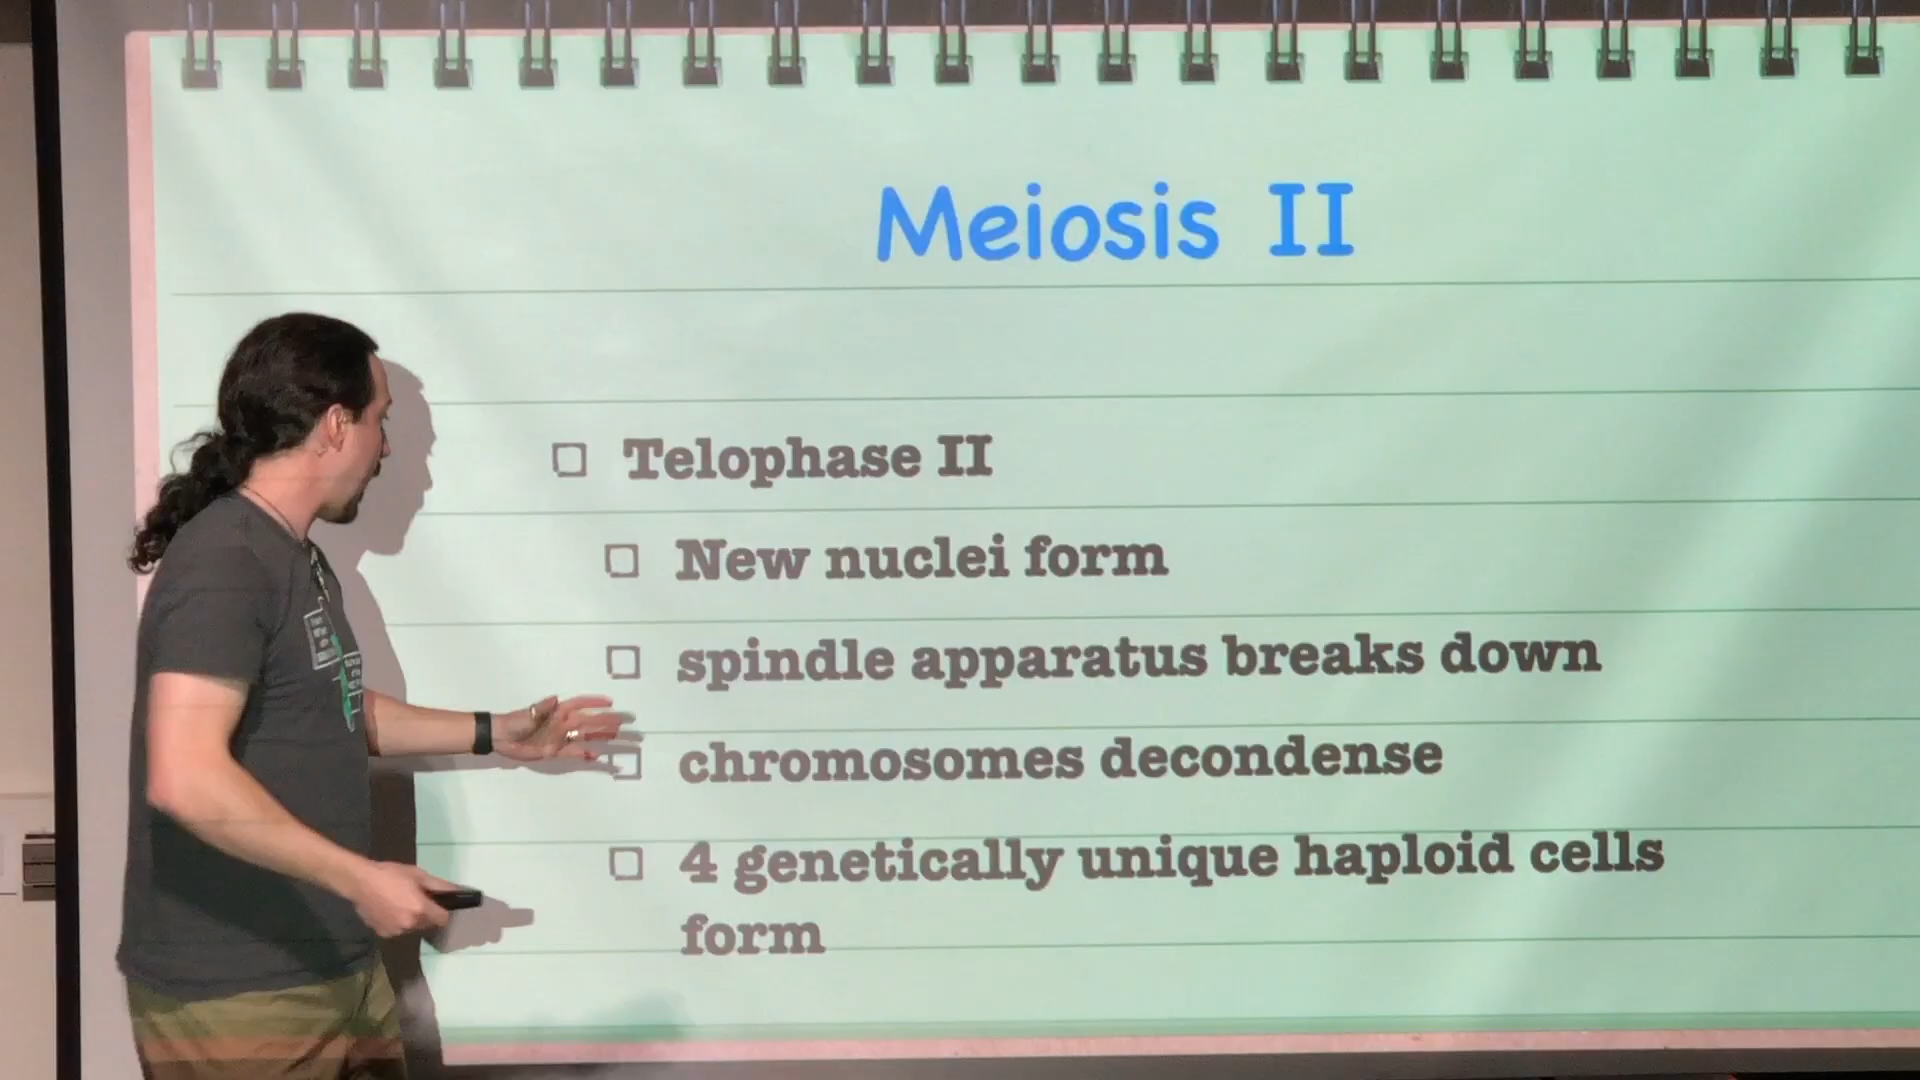 Meiosis II
Telophase II
New nuclei form
spindle apparatus breaks down
chromosomes decondense
4 genetically unique haploid cells
form